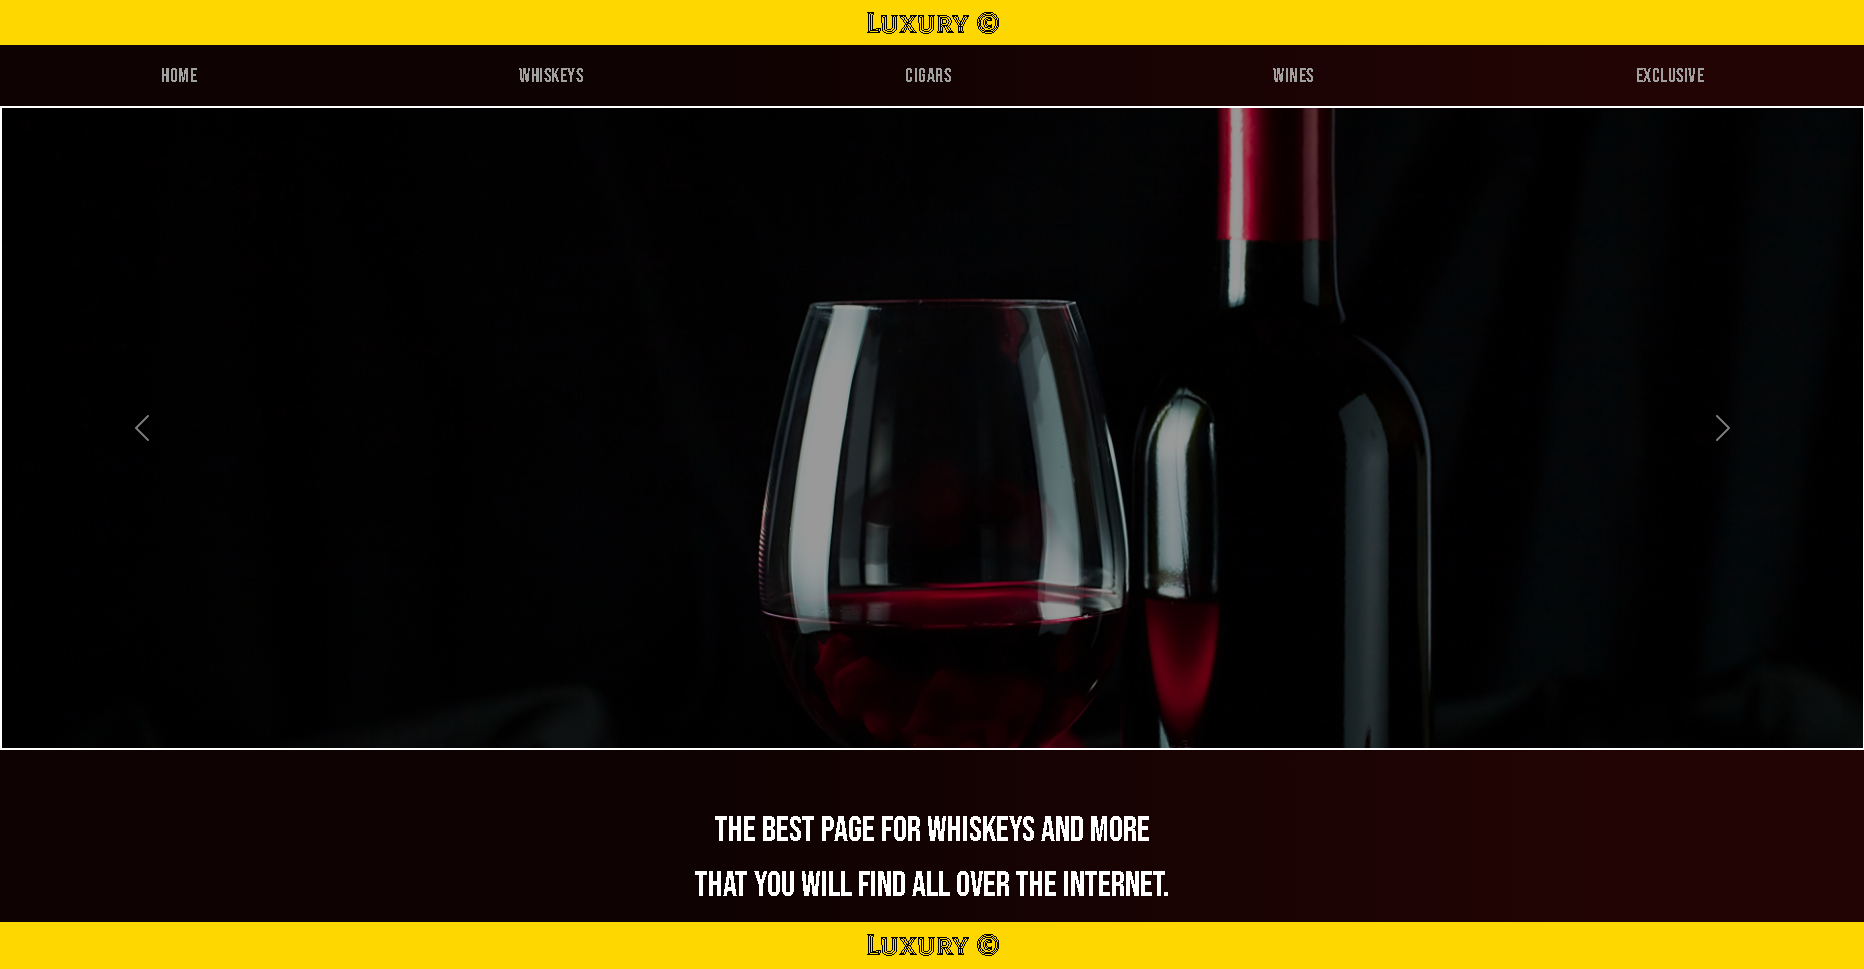 Luxury ©
HOME
WHISKEYS
CIGARS
WINES
EXCLUSIVE
THE BEST PAGE FOR WHISKEYS AND MORE
THAT YOU WILL FIND ALL OVER THE INTERNET.
Luxury ©